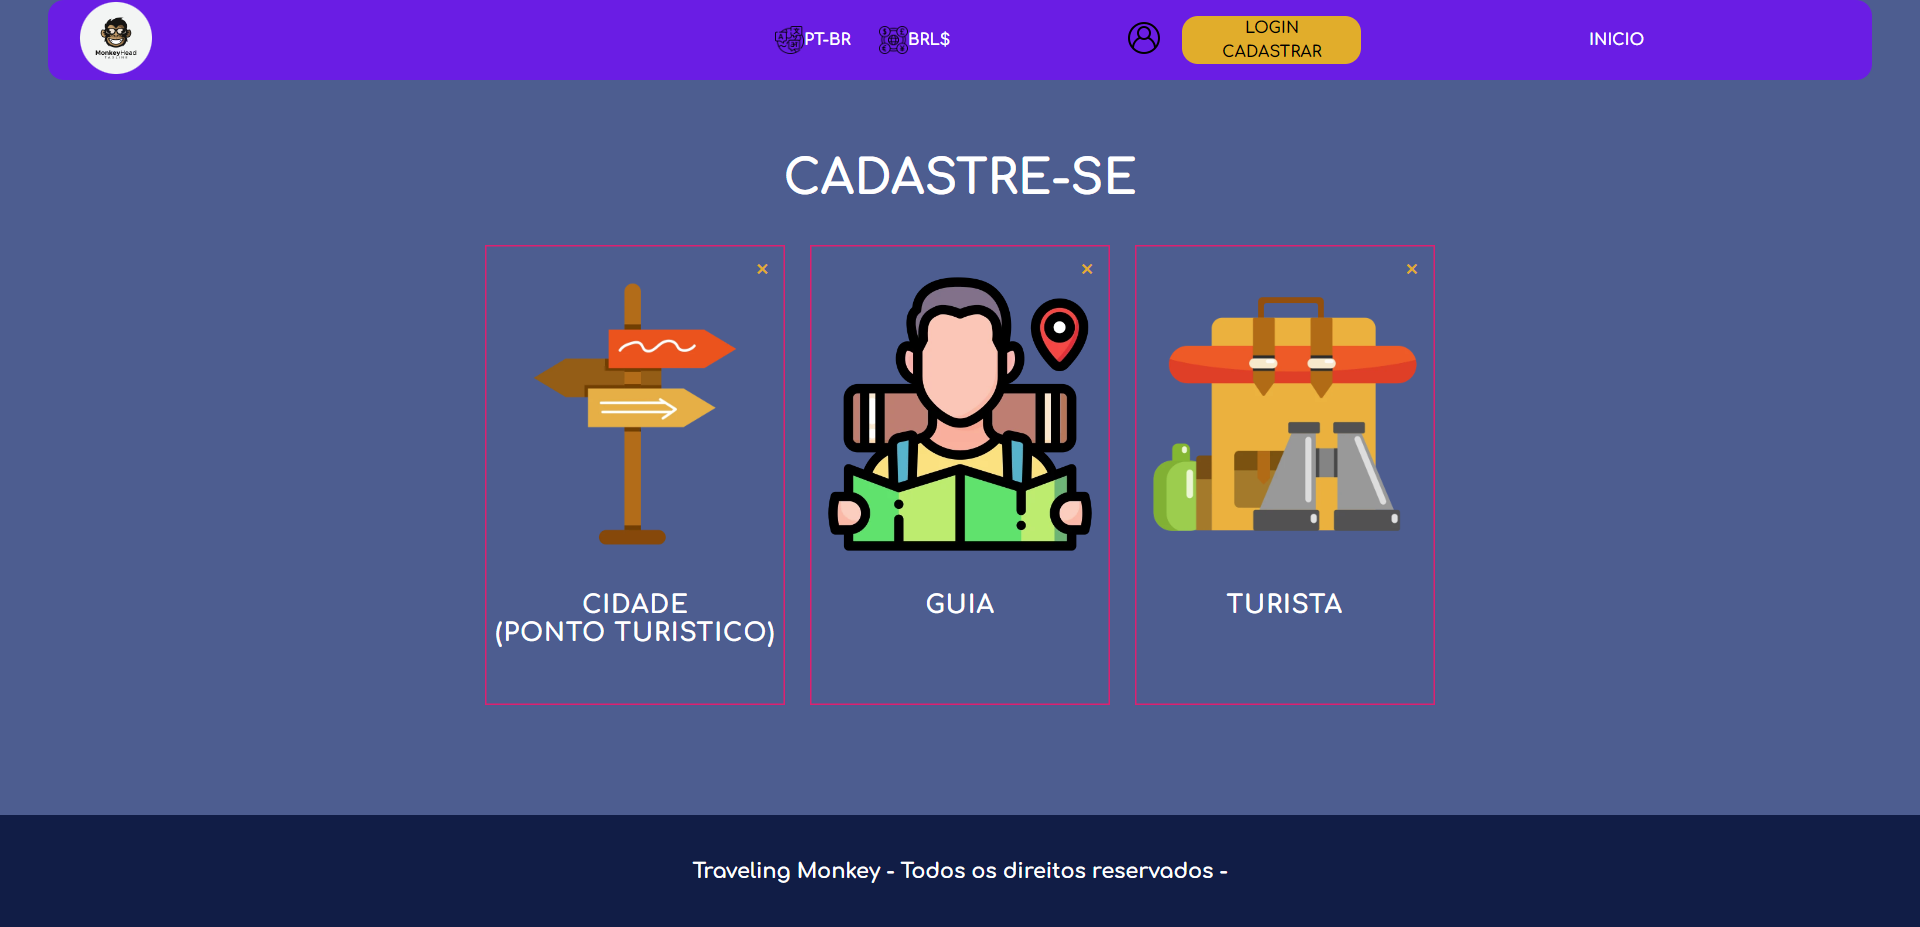 MonkeyHead
TAGLINE
PT-BR
BRL$
LOGIN
CADASTRAR
INICIO
CADASTRE-SE
×
×
×
CIDADE
(PONTO TURISTICO)
GUIA
TURISTA
Traveling Monkey - Todos os direitos reservados -